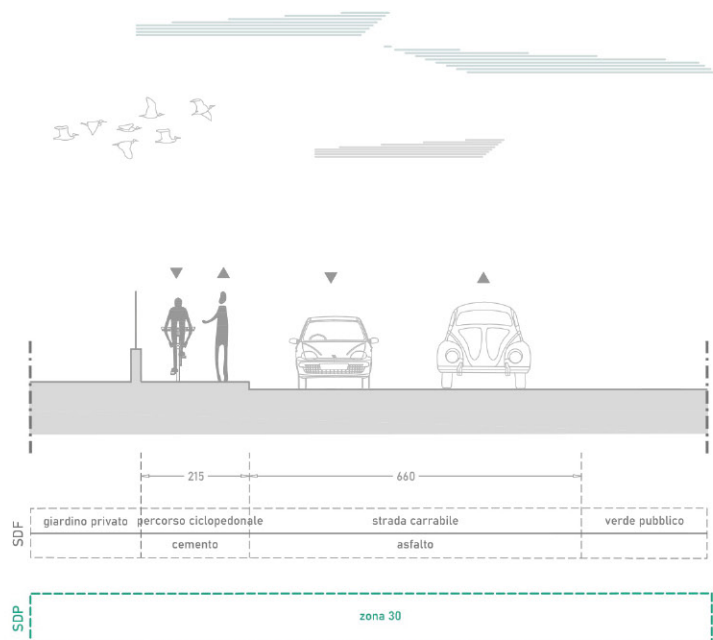 215
660
SDF
giardino privato
percorso ciclopedonale
strada carrabile
verde pubblico
cemento
asfalto
SDP
zona 30